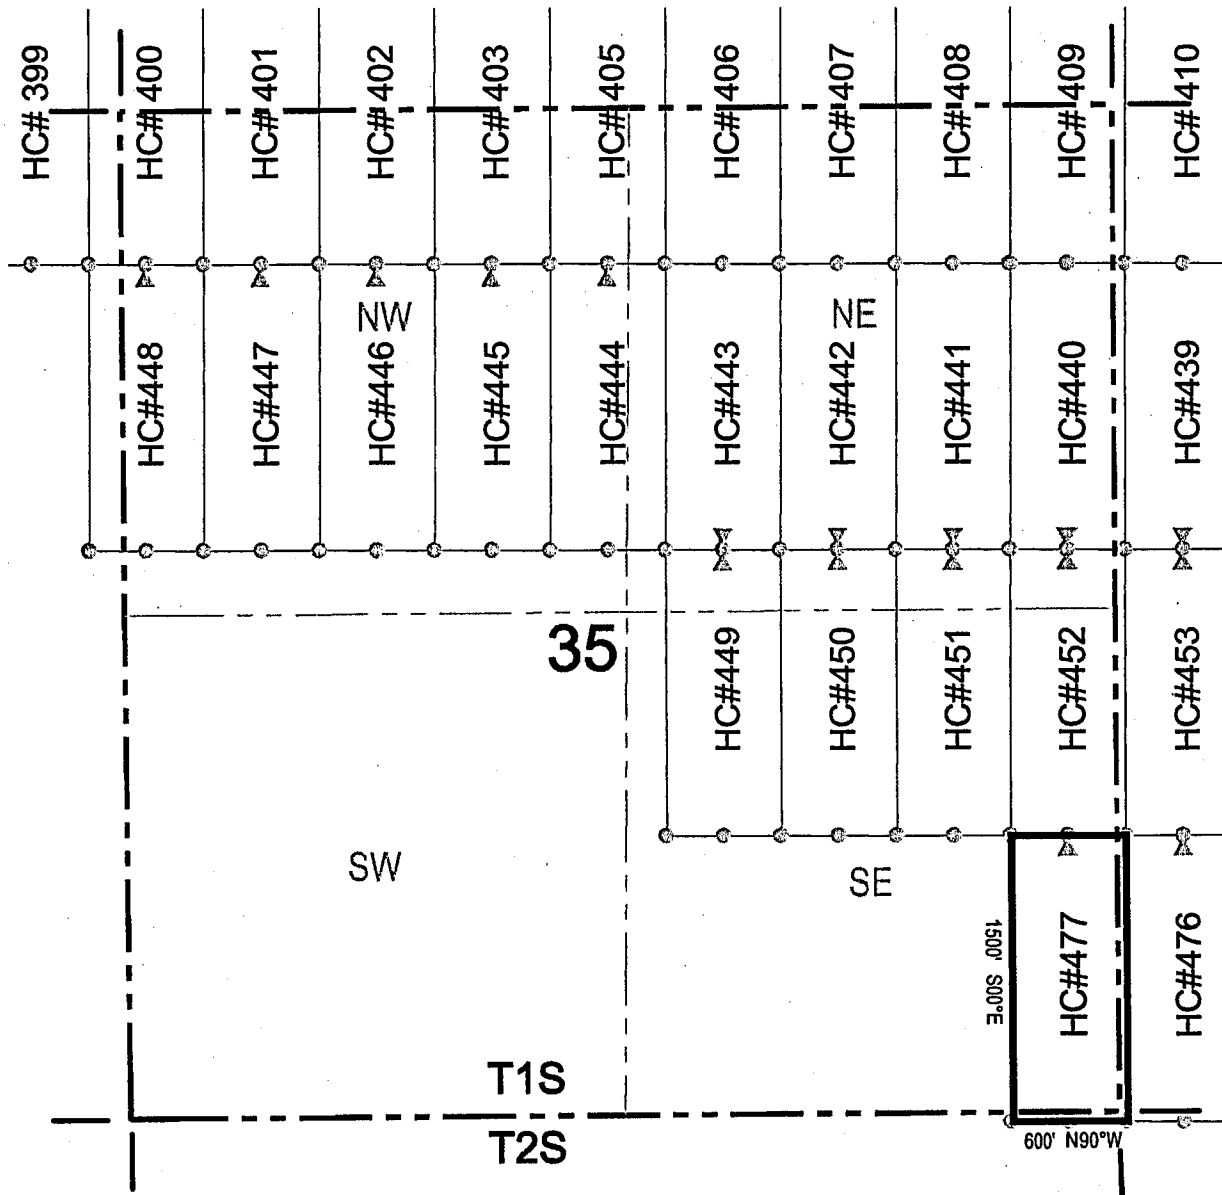 HC# 399
HC# 400
HC# 401
HC# 402
HC# 403
HC# 405
HC# 406
HC# 407
HC# 408
HC# 409
HC# 410
NW
NE
HC#448
HC#447
HC#446
HC#445
HC#444
HC#443
HC#442
HC#441
HC#440
HC#439
35
HC#449
HC#450
HC#451
HC#452
HC#453
SW
SE
1500' S00°E
HC#477
HC#476
T1S
T2S
600' N90°W